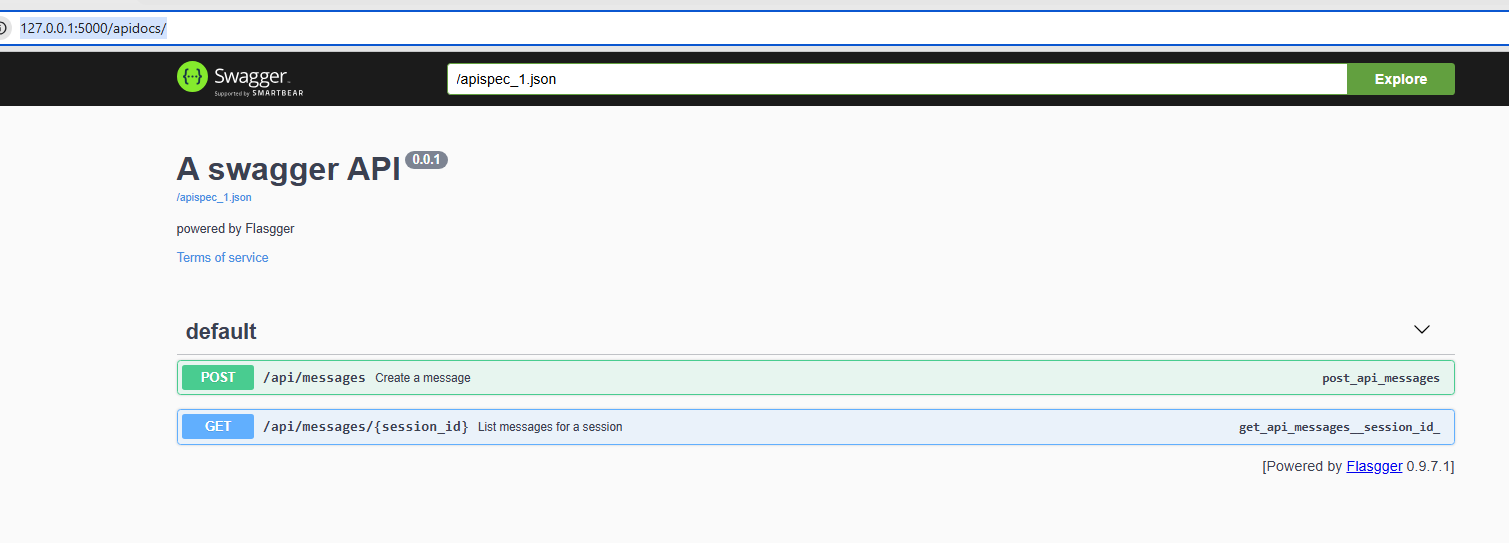 127.0.0.1:5000/apidocs/
Swagger
Supported by SMARTBEAR
/apispec_1.json
Explore
A swagger API 0.0.1
/apispec_1.json
powered by Flasgger
Terms of service
default
POST /api/messages Create a message post_api_messages
GET /api/messages/{session_id} List messages for a session get_api_messages__session_id_
[Powered by Flasgger 0.9.7.1]